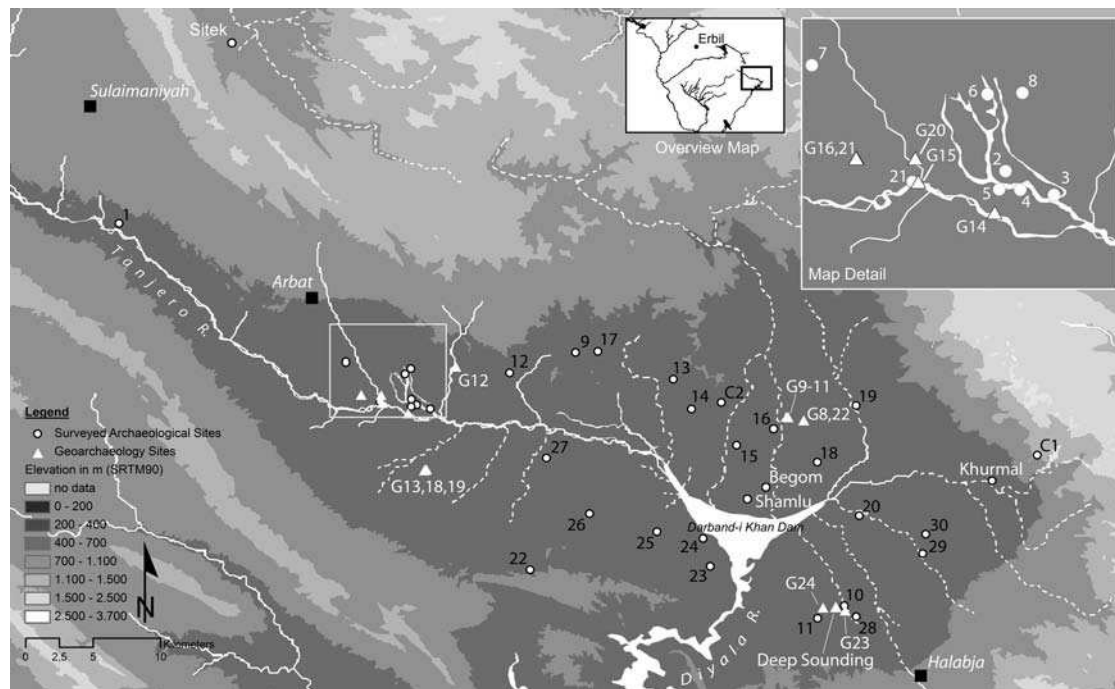 Sitek
Sulaimaniyah
Erbil
Overview Map
7
6
8
G20
G15
G16,21
2
3
21
5
4
G14
Map Detail
1
Tanjero R.
Arbat
9
17
12
G12
13
14
C2
G9-11
G8,22
19
16
15
18
C1
Khurmal
Begom
Shamlu
27
G13,18,19
Darband-i Khan Dam
20
30
29
26
25
24
23
22
G24
10
11
28
G23
Deep Sounding
Diyala R.
Halabja
Legend
Surveyed Archaeological Sites
Geoarchaeology Sites
Elevation in m (SRTM90)
no data
0 - 200
200 - 400
400 - 700
700 - 1.100
1.100 - 1.500
1.500 - 2.500
2.500 - 3.700
N
0 2,5 5 10
Kilometers